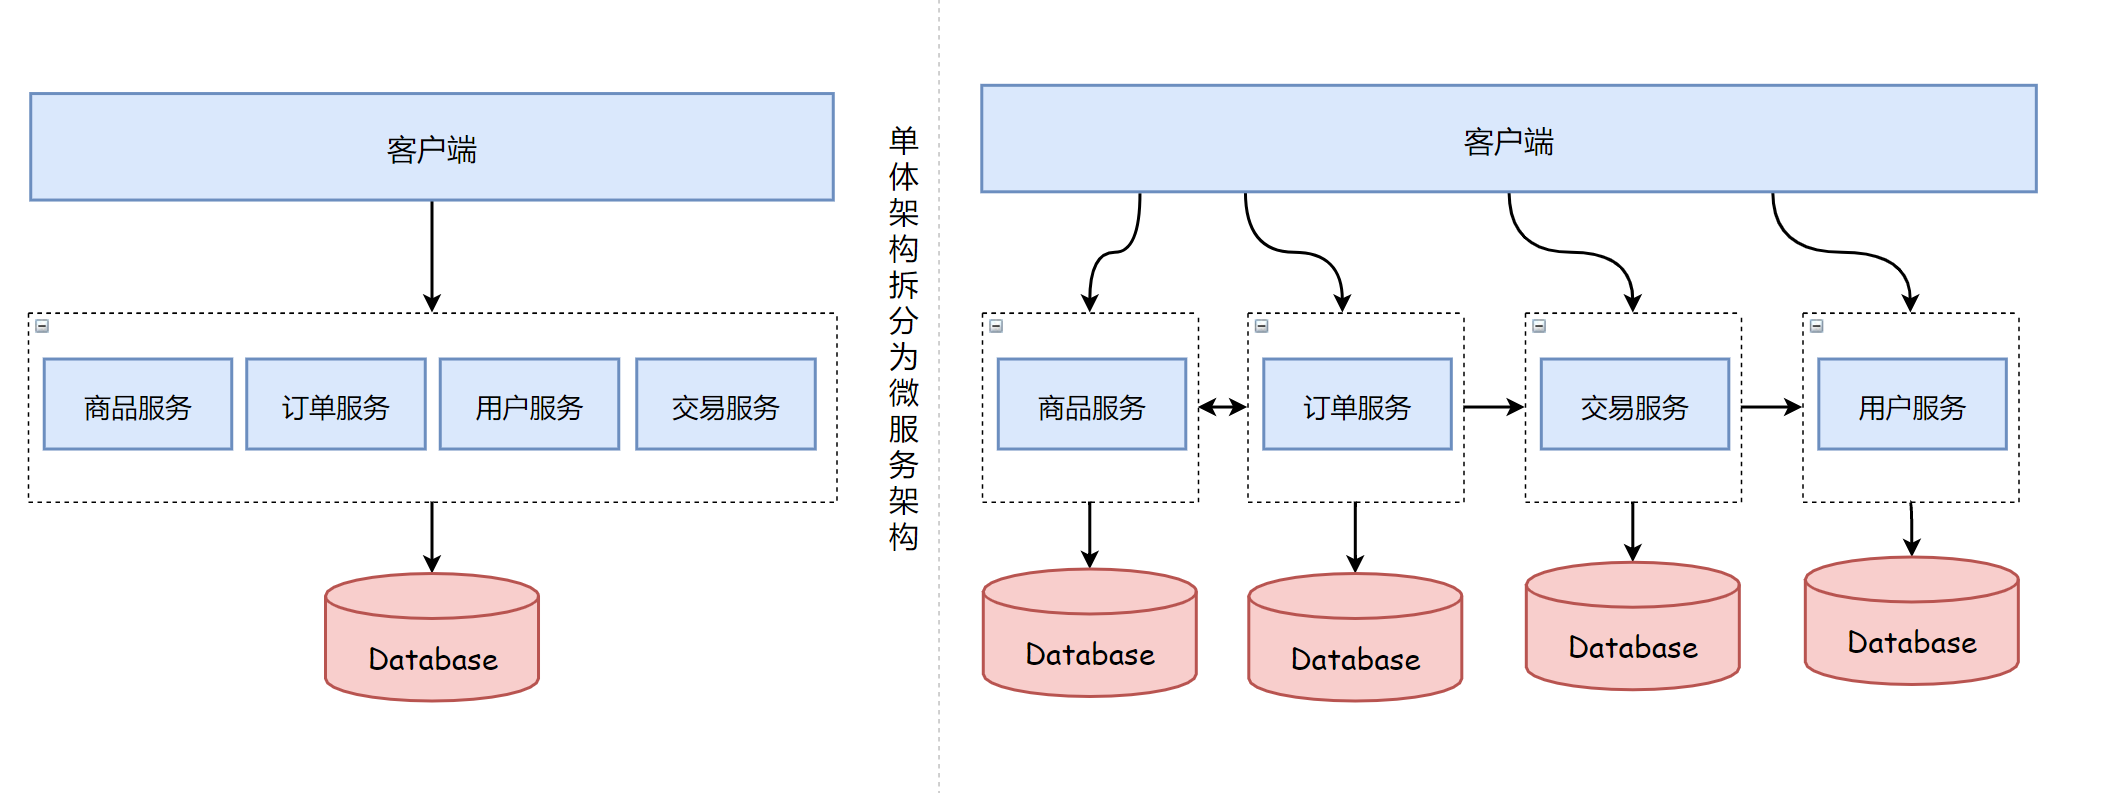 客户端
商品服务
订单服务
用户服务
交易服务
Database
单体架构拆分为微服务架构
客户端
商品服务
订单服务
交易服务
用户服务
Database
Database
Database
Database